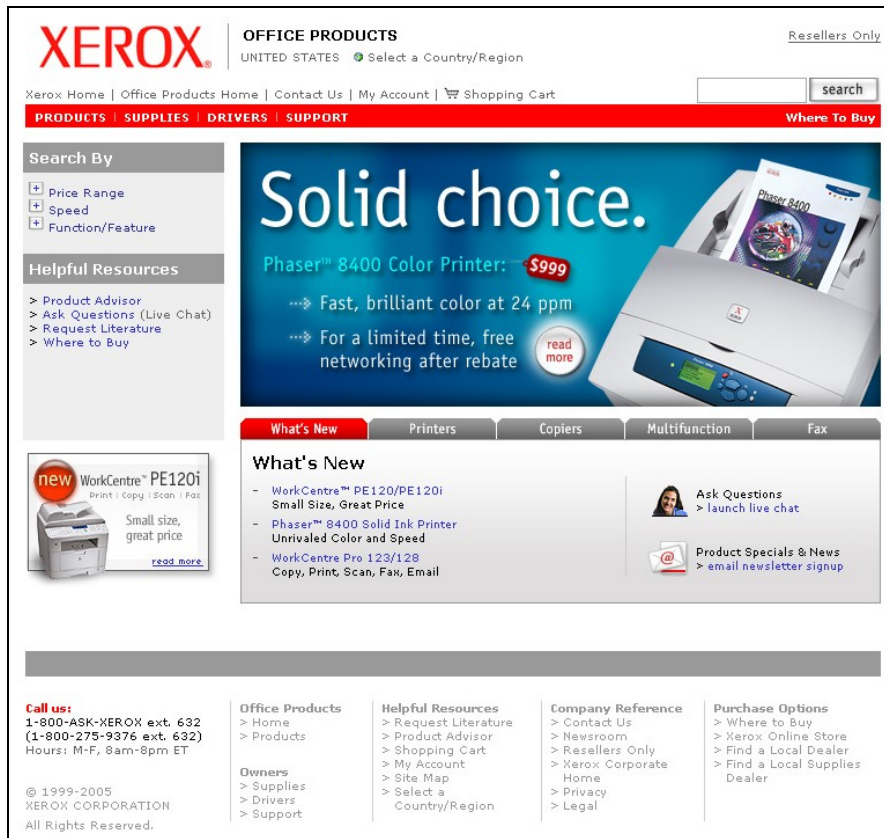 XEROX®
OFFICE PRODUCTS
UNITED STATES Select a Country/Region
Resellers Only
Xerox Home | Office Products Home | Contact Us | My Account | Shopping Cart
search
PRODUCTS | SUPPLIES | DRIVERS | SUPPORT
Where To Buy
Search By
+ Price Range
+ Speed
+ Function/Feature
Helpful Resources
> Product Advisor
> Ask Questions (Live Chat)
> Request Literature
> Where to Buy
Solid choice.
Phaser™ 8400 Color Printer: $999
Fast, brilliant color at 24 ppm
For a limited time, free
networking after rebate
read
more
XEROX
Phaser 8400
XEROX
new
WorkCentre™ PE120i
Print | Copy | Scan | Fax
Small size,
great price
read more
What's New
Printers
Copiers
Multifunction
Fax
What's New
- WorkCentre™ PE120/PE120i
Small Size, Great Price
- Phaser™ 8400 Solid Ink Printer
Unrivaled Color and Speed
- WorkCentre Pro 123/128
Copy, Print, Scan, Fax, Email
Ask Questions
> launch live chat
Product Specials & News
> email newsletter signup
Call us:
1-800-ASK-XEROX ext. 632
(1-800-275-9376 ext. 632)
Hours: M-F, 8am-8pm ET
© 1999-2005
XEROX CORPORATION
All Rights Reserved.
Office Products
> Home
> Products
Owners
> Supplies
> Drivers
> Support
Helpful Resources
> Request Literature
> Product Advisor
> Shopping Cart
> My Account
> Site Map
> Select a
Country/Region
Company Reference
> Contact Us
> Newsroom
> Resellers Only
> Xerox Corporate
Home
> Privacy
> Legal
Purchase Options
> Where to Buy
> Xerox Online Store
> Find a Local Dealer
> Find a Local Supplies
Dealer